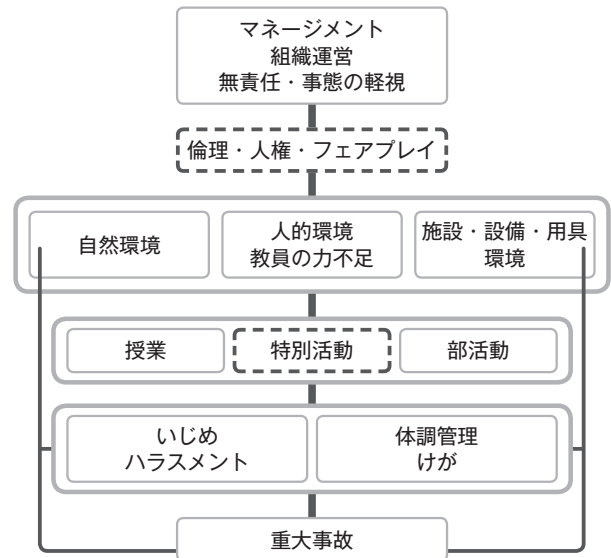 マネージメント
組織運営
無責任・事態の軽視
倫理・人権・フェアプレイ
自然環境
人的環境
教員の力不足
施設・設備・用具
環境
授業
特別活動
部活動
いじめ
ハラスメント
体調管理
けが
重大事故